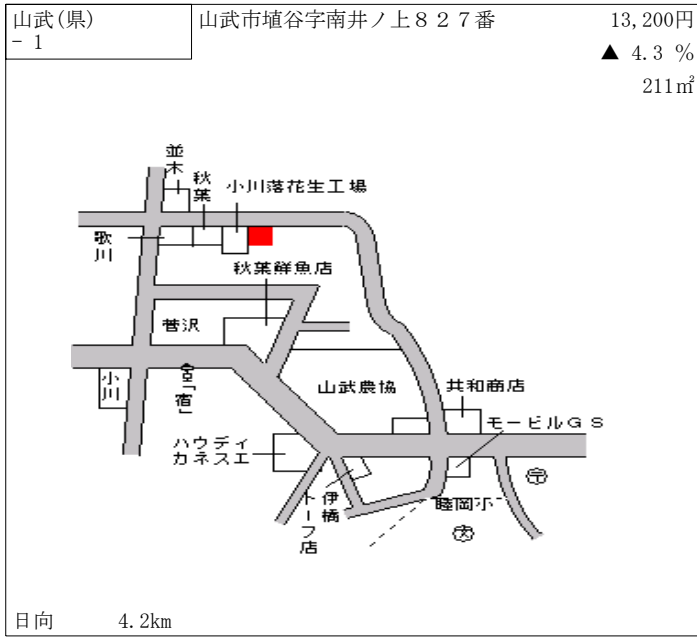 山武(県)
- 1
山武市埴谷字南井ノ上８２７番
13,200円
▲ 4.3 %
211㎡
並木
秋葉
小川落花生工場
歌川
秋葉鮮魚店
菅沢
小川
「宿」
山武農協
共和商店
モービルＧＳ
ハウディ
カネスエ
伊橋
トーフ店
睦岡小
文
〒
日向 4.2km